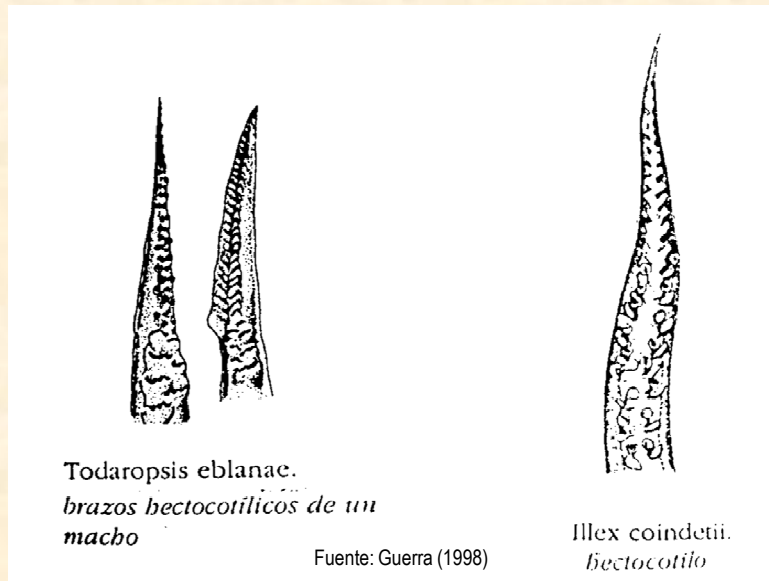 Todaropsis eblanae.
brazos hectocotílicos de un
macho
Fuente: Guerra (1998)
Illex coindetii.
hectocotilo